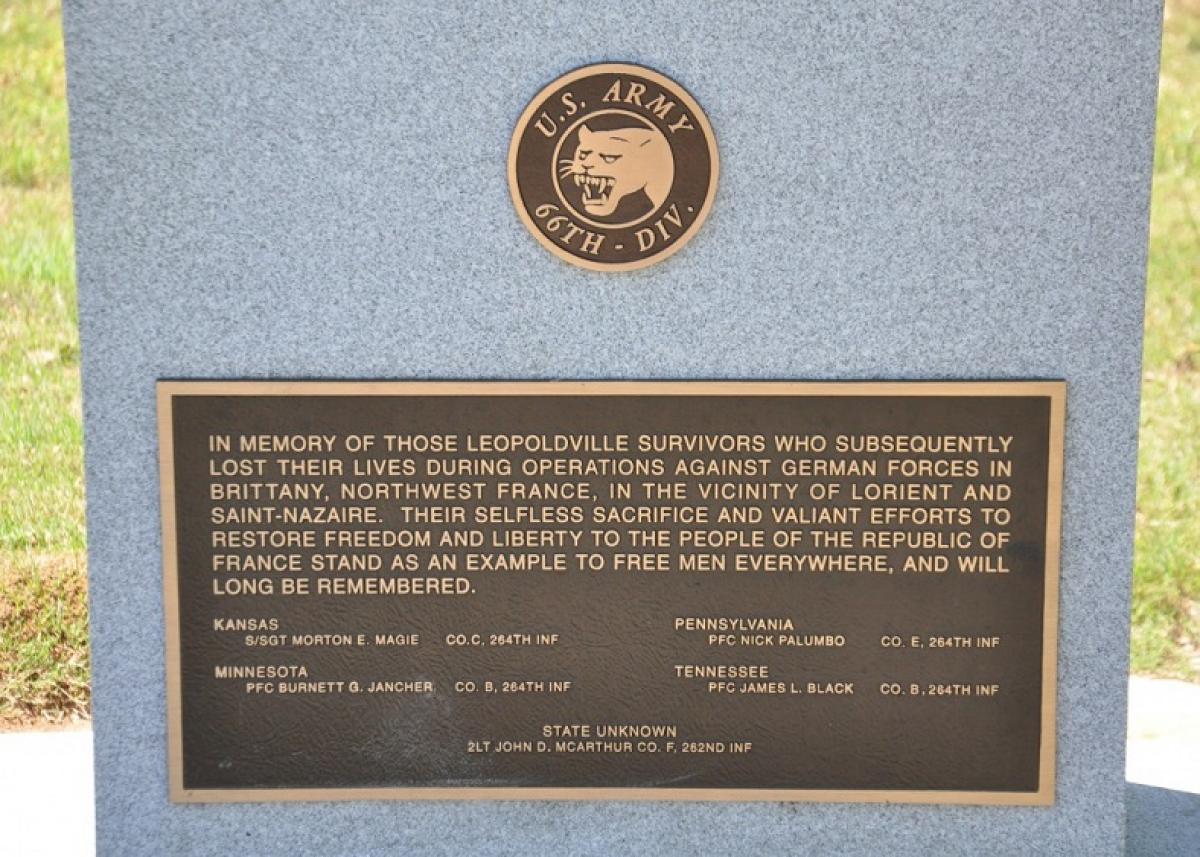 U.S. ARMY
66TH - DIV.
IN MEMORY OF THOSE LEOPOLDVILLE SURVIVORS WHO SUBSEQUENTLY
LOST THEIR LIVES DURING OPERATIONS AGAINST GERMAN FORCES IN
BRITTANY, NORTHWEST FRANCE, IN THE VICINITY OF LORIENT AND
SAINT-NAZAIRE. THEIR SELFLESS SACRIFICE AND VALIANT EFFORTS TO
RESTORE FREEDOM AND LIBERTY TO THE PEOPLE OF THE REPUBLIC OF
FRANCE STAND AS AN EXAMPLE TO FREE MEN EVERYWHERE, AND WILL
LONG BE REMEMBERED.
KANSAS
S/SGT MORTON E. MAGIE CO.C, 264TH INF
MINNESOTA
PFC BURNETT G. JANCHER CO. B, 264TH INF
PENNSYLVANIA
PFC NICK PALUMBO CO. E, 264TH INF
TENNESSEE
PFC JAMES L. BLACK CO. B, 264TH INF
STATE UNKNOWN
2LT JOHN D. MCARTHUR CO. F, 262ND INF